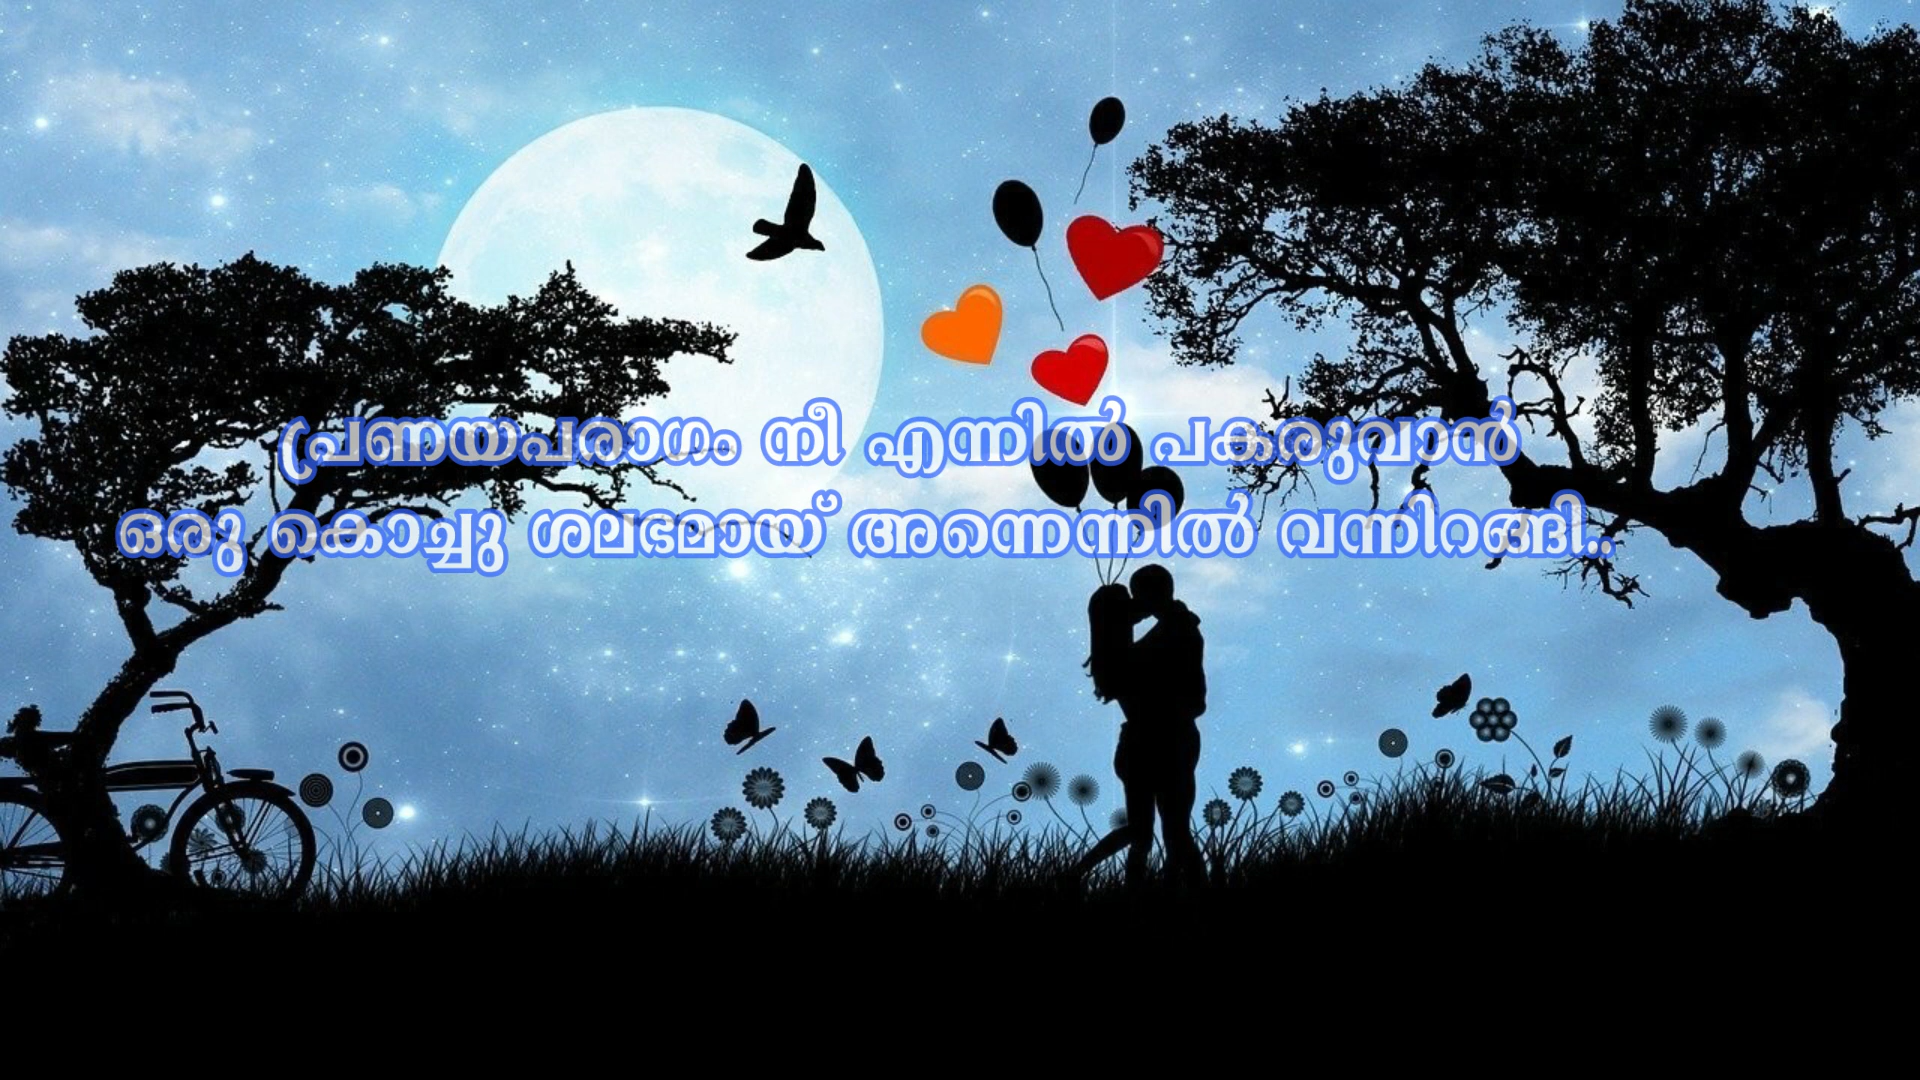 പ്രണയപരാഗം നീ എന്നിൽ പകരുവാൻ
ഒരു കൊച്ചു ശലഭമായ് അന്നെന്നിൽ വന്നിറങ്ങി..